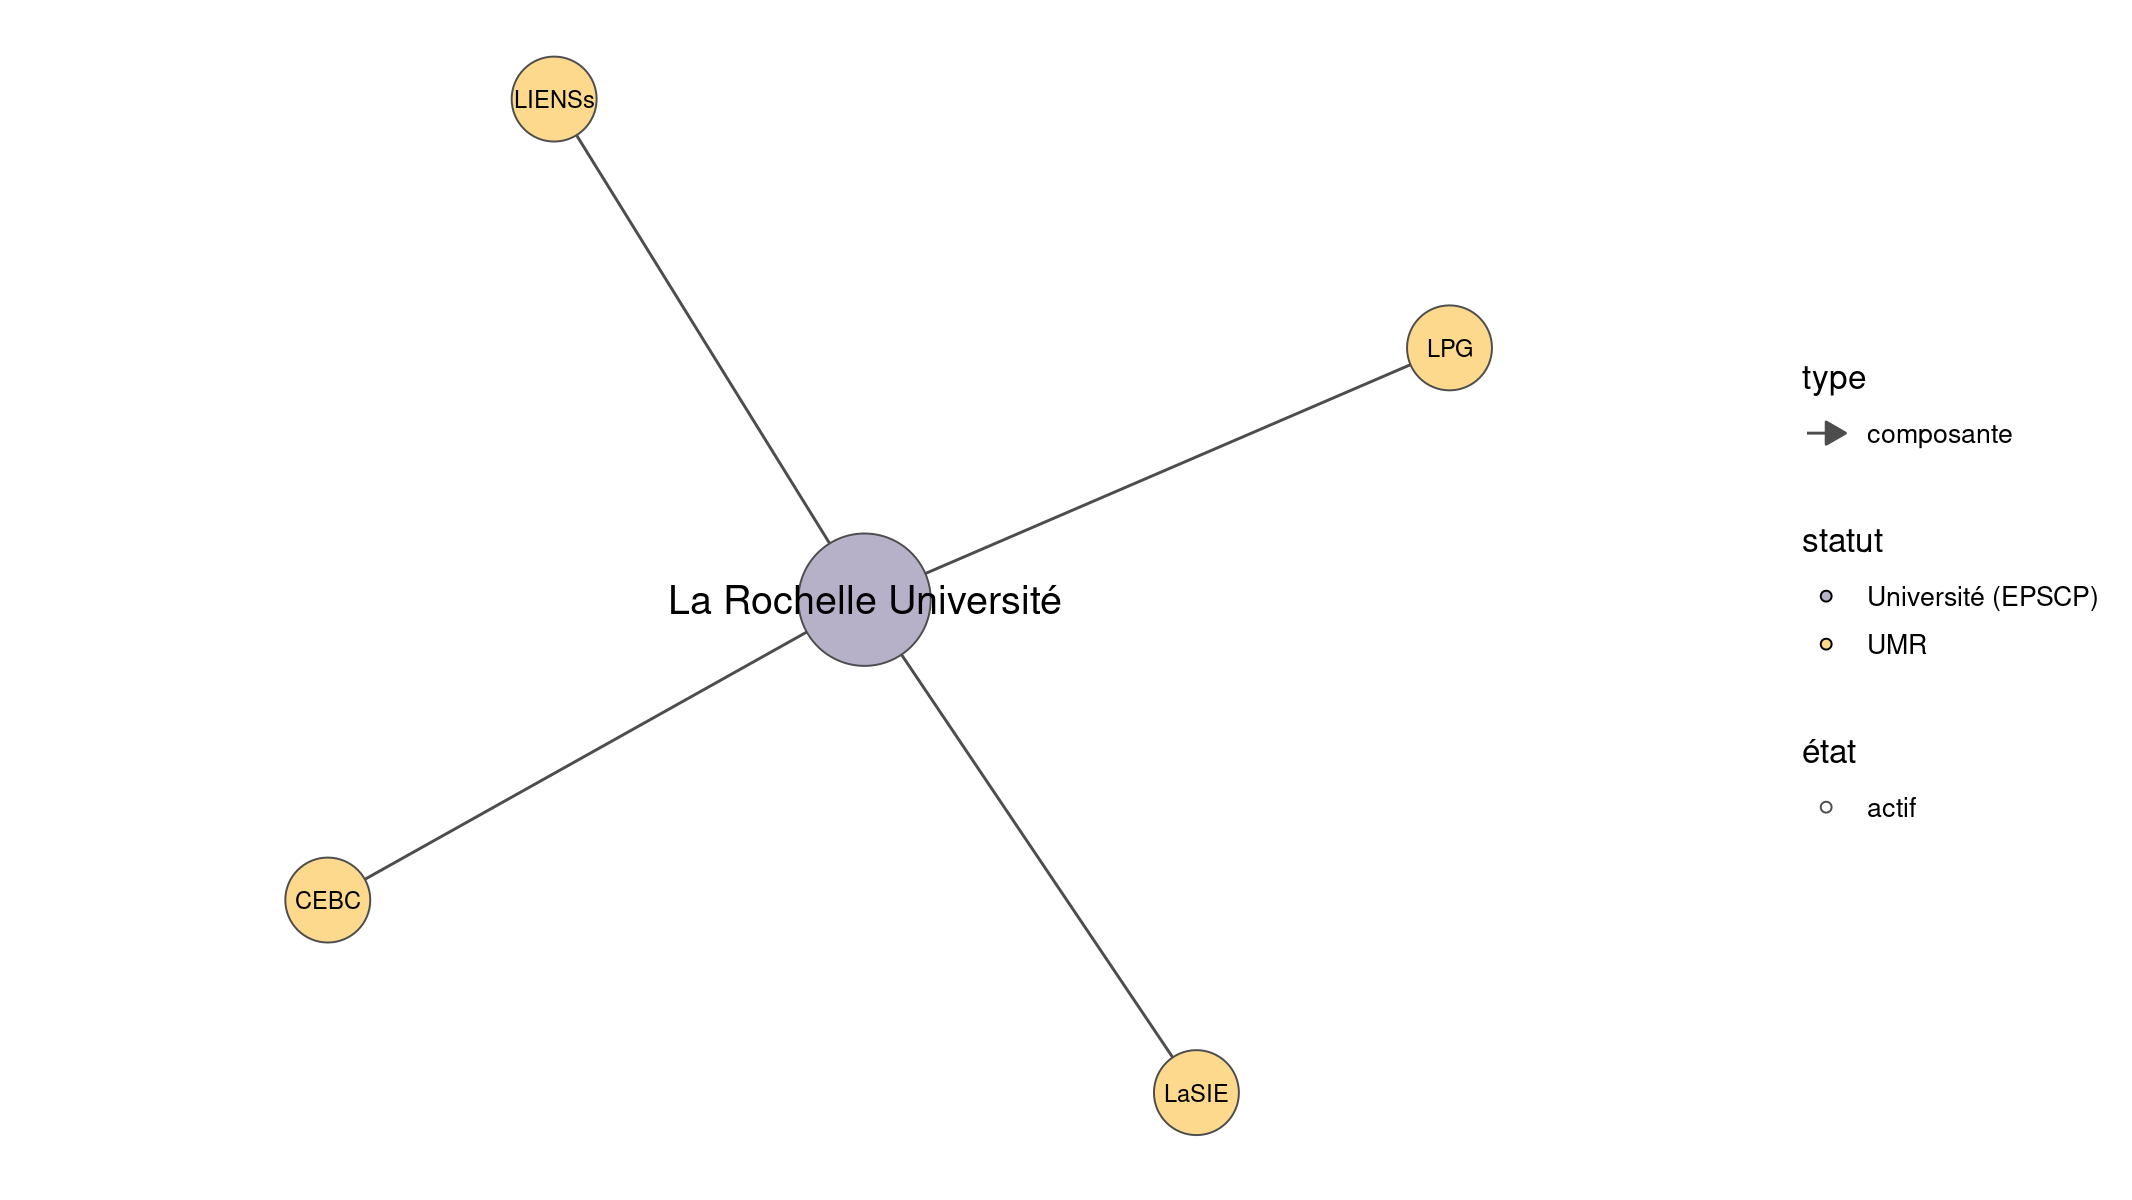 LIENSs
LPG
La Rochelle Université
CEBC
LaSIE
type
composante
statut
Université (EPSCP)
UMR
état
actif